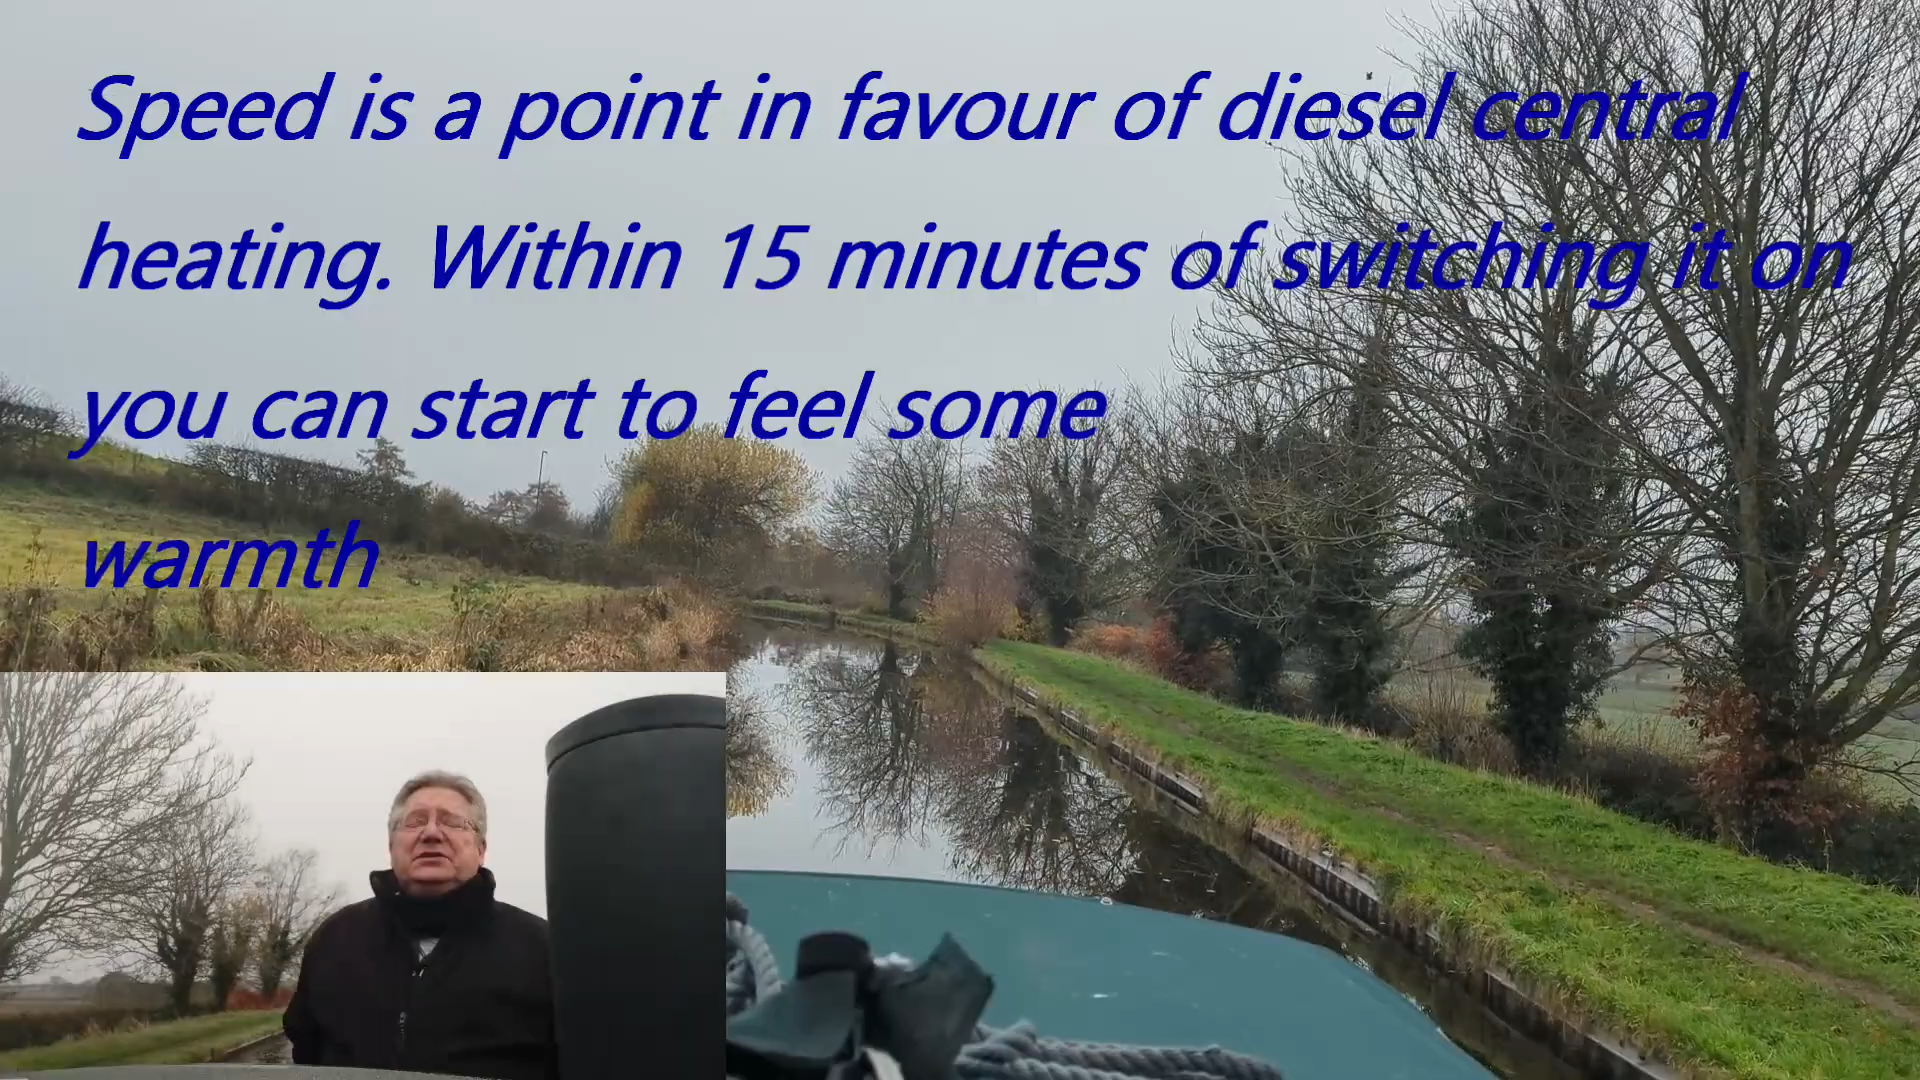 Speed is a point in favour of diesel central
heating. Within 15 minutes of switching it on
you can start to feel some
warmth